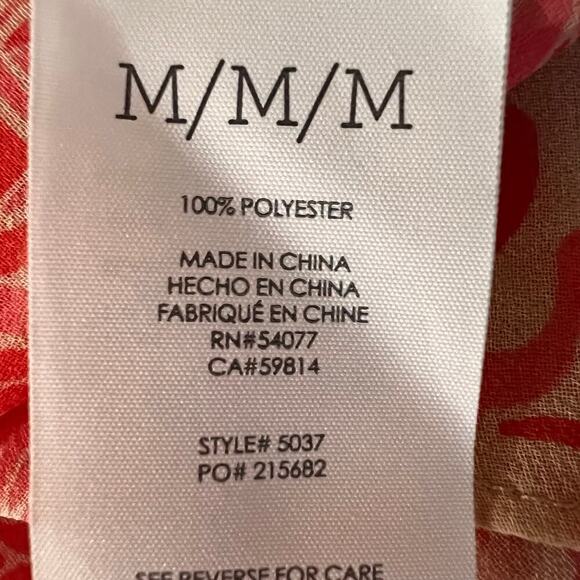 M/M/M
100% POLYESTER
MADE IN CHINA
HECHO EN CHINA
FABRIQUÉ EN CHINE
RN#54077
CA#59814
STYLE# 5037
PO# 215682
SEE REVERSE FOR CARE